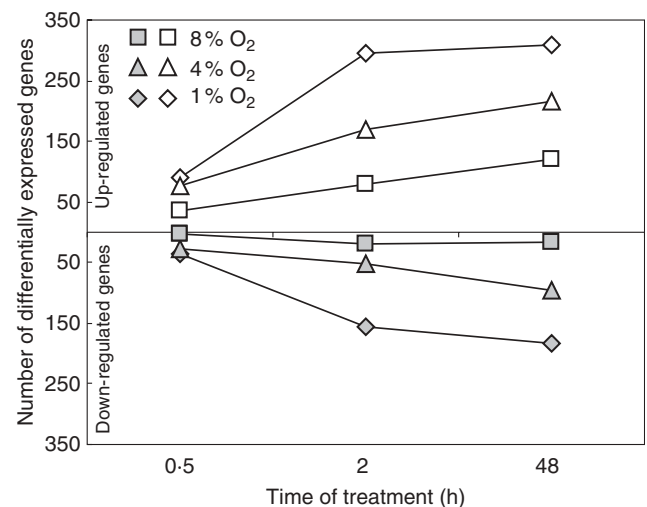 350
250
150
50
50
150
250
350
Number of differentially expressed genes
Up-regulated genes
Down-regulated genes
8% O₂
4% O₂
1% O₂
0·5
2
48
Time of treatment (h)